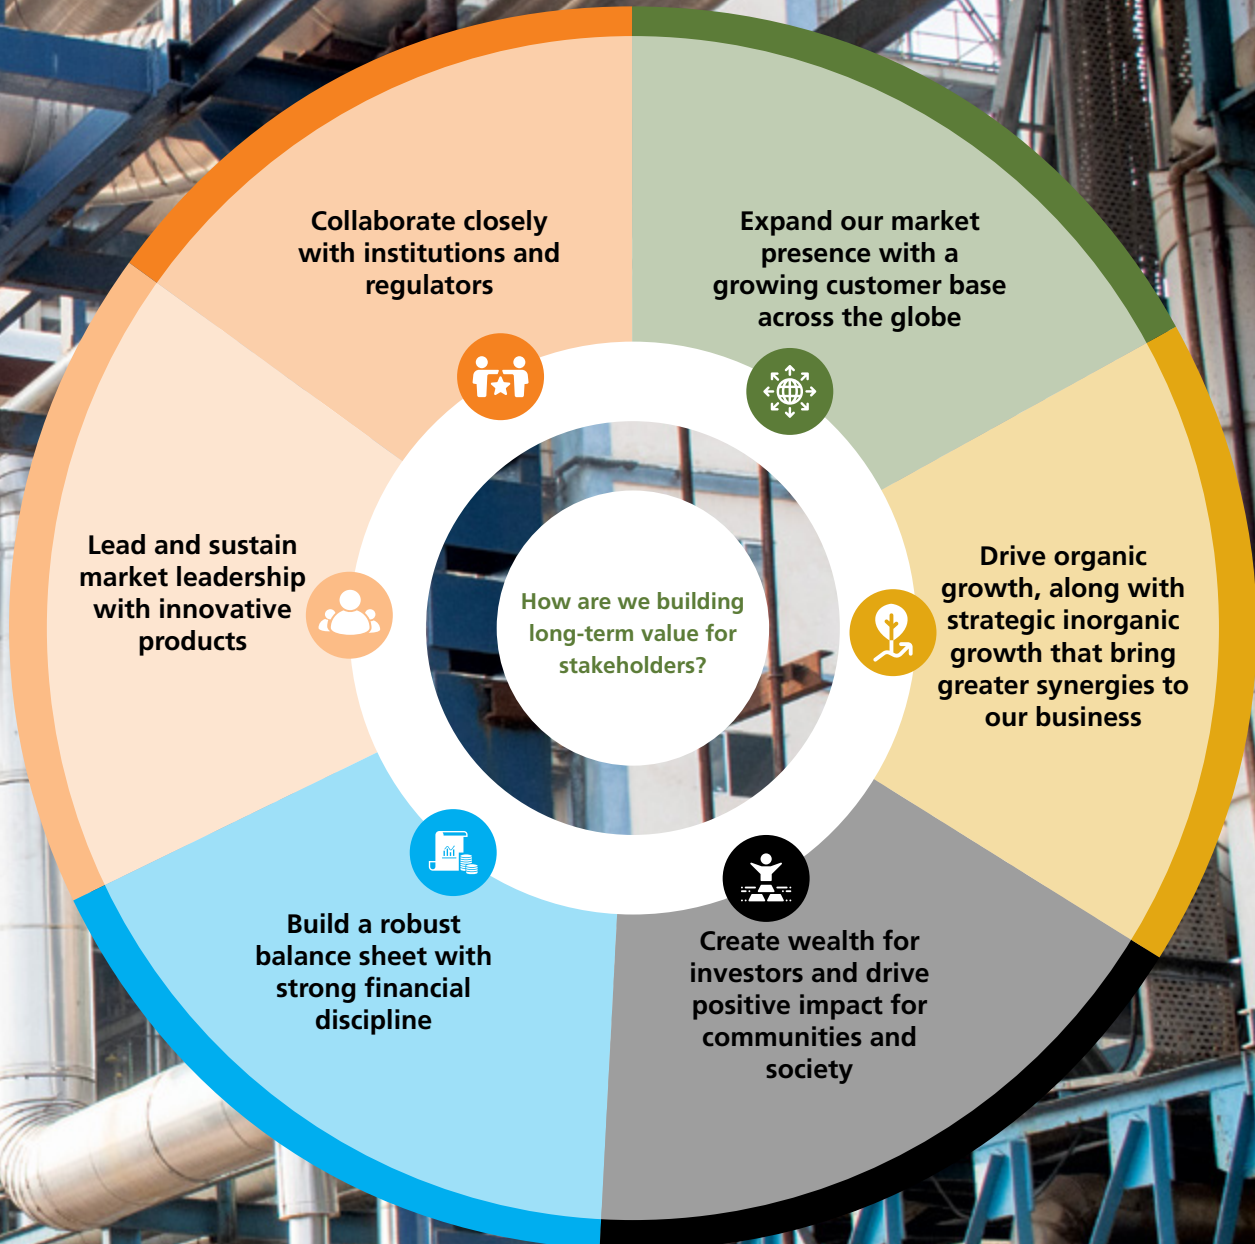 Collaborate closely
with institutions and
regulators
Expand our market
presence with a
growing customer base
across the globe
Lead and sustain
market leadership
with innovative
products
How are we building
long-term value for
stakeholders?
Drive organic
growth, along with
strategic inorganic
growth that bring
greater synergies to
our business
Build a robust
balance sheet with
strong financial
discipline
Create wealth for
investors and drive
positive impact for
communities and
society